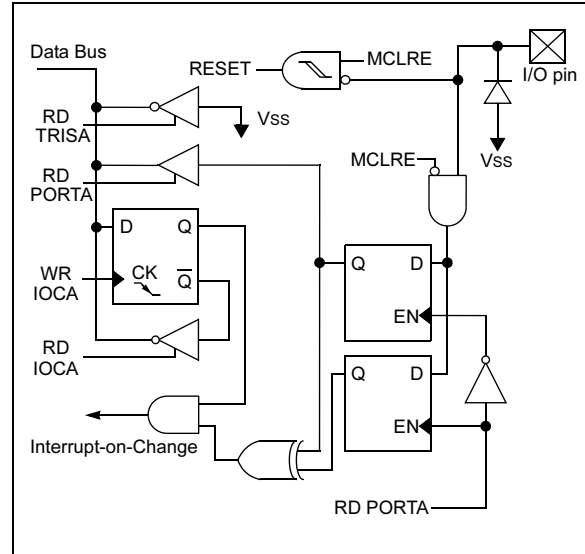 Data Bus
MCLRE
RESET
I/O pin
RD
TRISA
VSS
VSS
RD
PORTA
MCLRE
D
Q
Q
D
WR
IOCA
CK
Q
EN
RD
IOCA
Q
D
EN
Interrupt-on-Change
RD PORTA